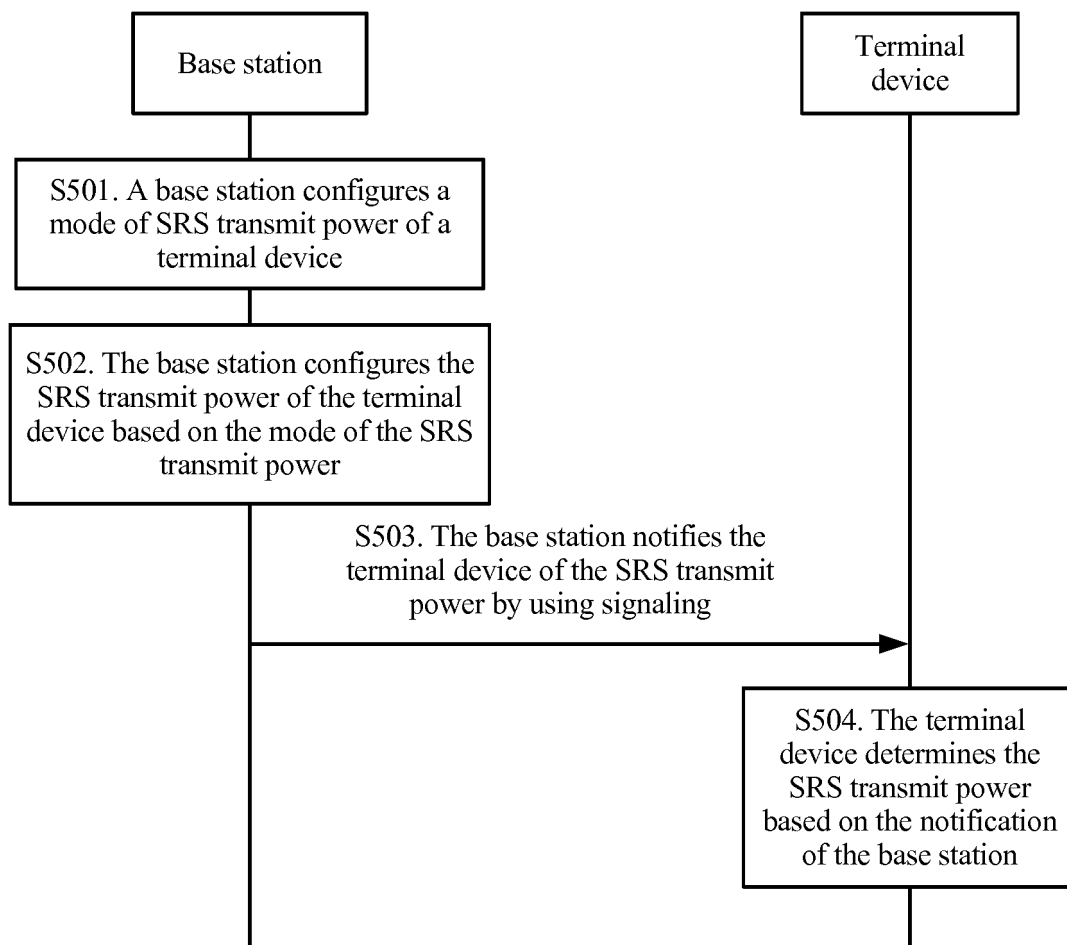 Base station
Terminal
device
S501. A base station configures a
mode of SRS transmit power of a
terminal device
S502. The base station configures the
SRS transmit power of the terminal
device based on the mode of the SRS
transmit power
S503. The base station notifies the
terminal device of the SRS transmit
power by using signaling
S504. The terminal
device determines the
SRS transmit power
based on the notification
of the base station